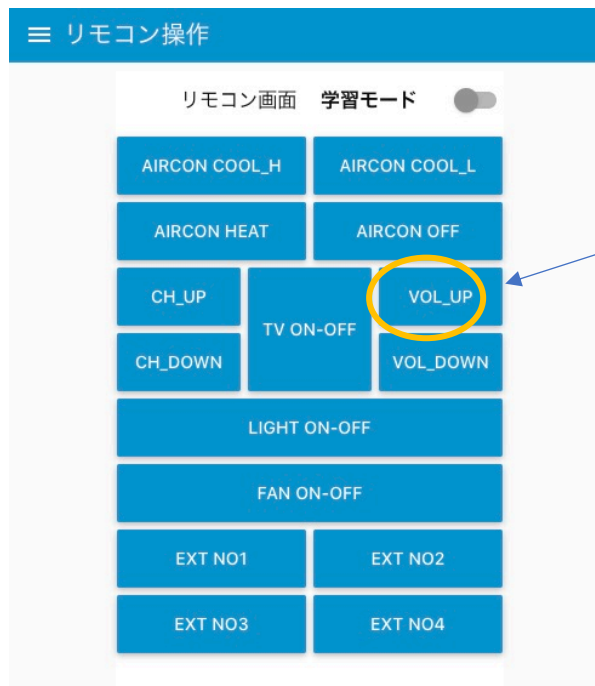 リモコン操作
リモコン画面 学習モード
AIRCON COOL_H AIRCON COOL_L
AIRCON HEAT AIRCON OFF
CH_UP TV ON-OFF VOL_UP
CH_DOWN VOL_DOWN
LIGHT ON-OFF
FAN ON-OFF
EXT NO1 EXT NO2
EXT NO3 EXT NO4